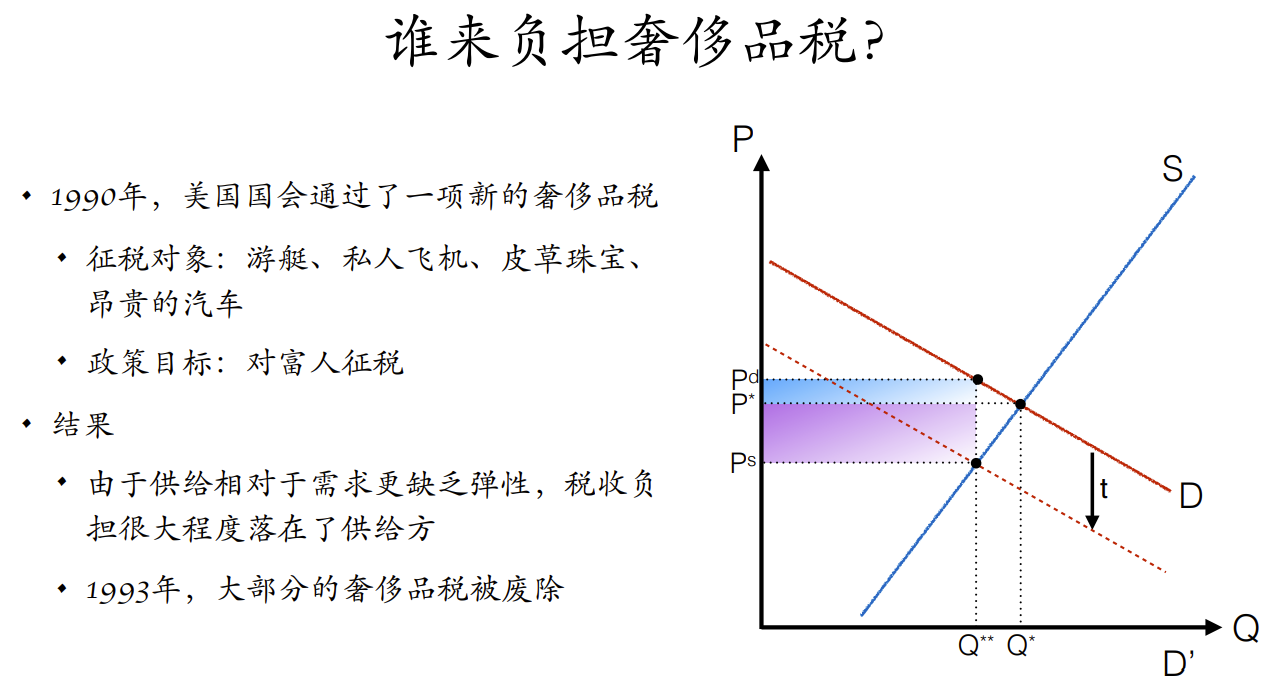 谁来负担奢侈品税?
1990年，美国国会通过了一项新的奢侈品税
征税对象：游艇、私人飞机、皮草珠宝、
昂贵的汽车
政策目标：对富人征税
结果
由于供给相对于需求更缺乏弹性，税收负
担很大程度落在了供给方
1993年，大部分的奢侈品税被废除
P
S
Pd
P*
Ps
t
D
Q** Q*
Q
D’